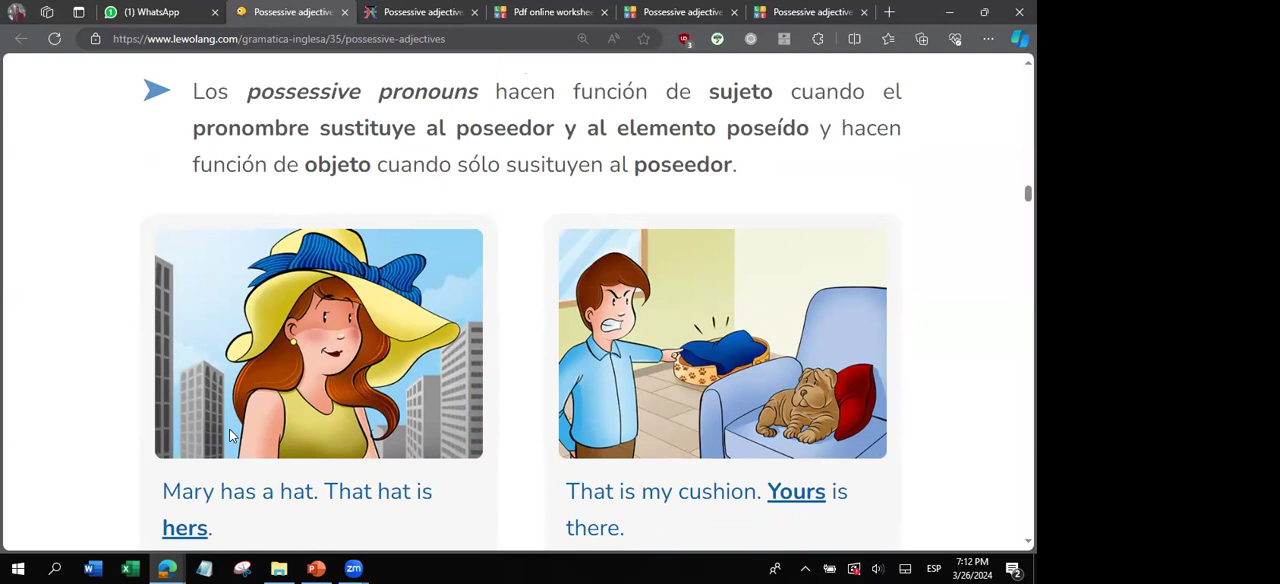 (1) WhatsApp
Possessive adjective
Possessive adjective
Pdf online workshe
Possessive adjective
Possessive adjective
https://www.lewolang.com/gramatica-inglesa/35/possessive-adjectives
Los possessive pronouns hacen función de sujeto cuando el
pronombre sustituye al poseedor y al elemento poseído y hacen
función de objeto cuando sólo susituyen al poseedor.
Mary has a hat. That hat is
hers.
That is my cushion. Yours is
there.
ESP
7:12 PM
3/26/2024